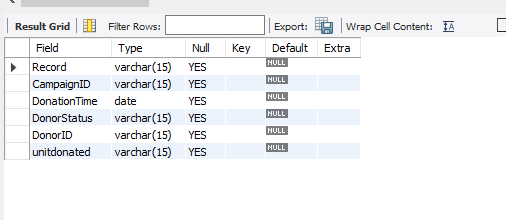 Result Grid Filter Rows: Export: Wrap Cell Content: IA
Field Type Null Key Default Extra
Record varchar(15) YES NULL
CampaignID varchar(15) YES NULL
DonationTime date YES NULL
DonorStatus varchar(15) YES NULL
DonorID varchar(15) YES NULL
unitdonated varchar(15) YES NULL